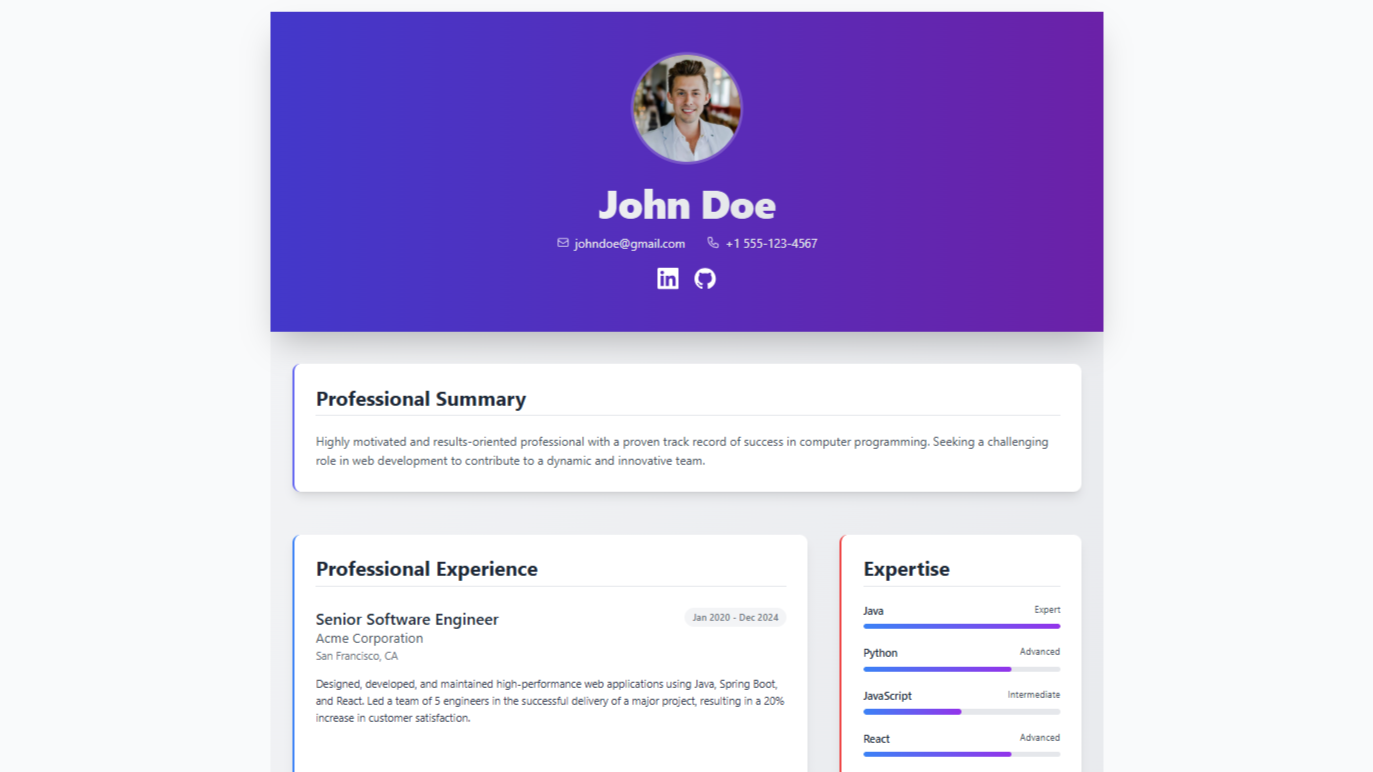 John Doe
johndoe@gmail.com +1 555-123-4567
in
Professional Summary
Highly motivated and results-oriented professional with a proven track record of success in computer programming. Seeking a challenging
role in web development to contribute to a dynamic and innovative team.
Professional Experience
Senior Software Engineer
Jan 2020 - Dec 2024
Acme Corporation
San Francisco, CA
Designed, developed, and maintained high-performance web applications using Java, Spring Boot,
and React. Led a team of 5 engineers in the successful delivery of a major project, resulting in a 20%
increase in customer satisfaction.
Expertise
Java Expert
Python Advanced
JavaScript Intermediate
React Advanced